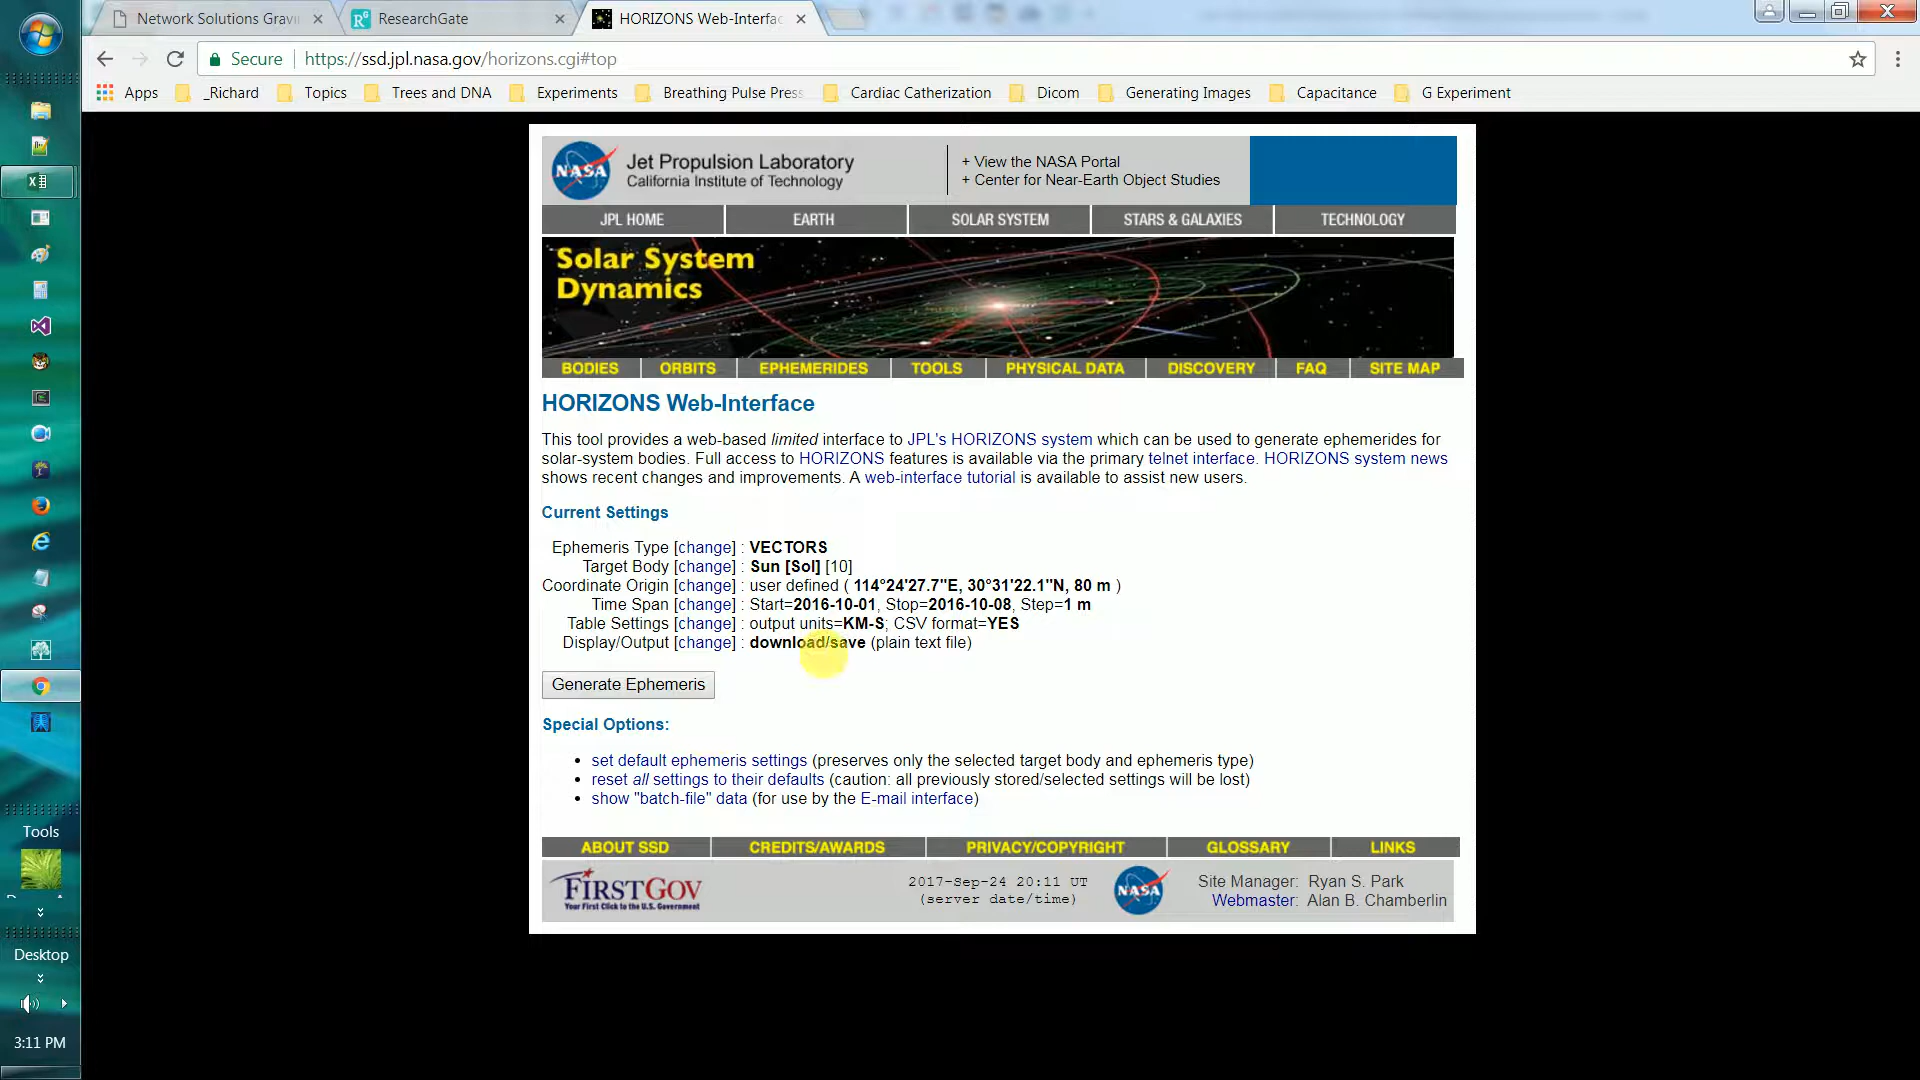 Network Solutions Gravi
ResearchGate
HORIZONS Web-Interfac
Secure
https://ssd.jpl.nasa.gov/horizons.cgi#top
Apps
_Richard
Topics
Trees and DNA
Experiments
Breathing Pulse Press
Cardiac Catherization
Dicom
Generating Images
Capacitance
G Experiment
NASA
Jet Propulsion Laboratory
California Institute of Technology
+ View the NASA Portal
+ Center for Near-Earth Object Studies
JPL HOME
EARTH
SOLAR SYSTEM
STARS & GALAXIES
TECHNOLOGY
Solar System
Dynamics
BODIES
ORBITS
EPHEMERIDES
TOOLS
PHYSICAL DATA
DISCOVERY
FAQ
SITE MAP
HORIZONS Web-Interface
This tool provides a web-based limited interface to JPL's HORIZONS system which can be used to generate ephemerides for
solar-system bodies. Full access to HORIZONS features is available via the primary telnet interface. HORIZONS system news
shows recent changes and improvements. A web-interface tutorial is available to assist new users.
Current Settings
Ephemeris Type [change] : VECTORS
Target Body [change] : Sun [Sol] [10]
Coordinate Origin [change] : user defined ( 114°24'27.7''E, 30°31'22.1''N, 80 m )
Time Span [change] : Start=2016-10-01, Stop=2016-10-08, Step=1 m
Table Settings [change] : output units=KM-S; CSV format=YES
Display/Output [change] : download/save (plain text file)
Generate Ephemeris
Special Options:
• set default ephemeris settings (preserves only the selected target body and ephemeris type)
• reset all settings to their defaults (caution: all previously stored/selected settings will be lost)
• show "batch-file" data (for use by the E-mail interface)
ABOUT SSD
CREDITS/AWARDS
PRIVACY/COPYRIGHT
GLOSSARY
LINKS
FIRSTGOV
Your First Click to the U.S. Government
2017-Sep-24 20:11 UT
(server date/time)
NASA
Site Manager: Ryan S. Park
Webmaster: Alan B. Chamberlin
Tools
Desktop
3:11 PM